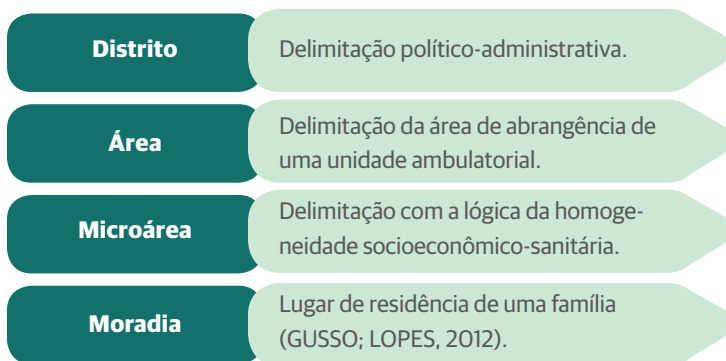 Distrito
Delimitação político-administrativa.
Área
Delimitação da área de abrangência de
uma unidade ambulatorial.
Microárea
Delimitação com a lógica da homoge-
neidade socioeconômico-sanitária.
Moradia
Lugar de residência de uma família
(GUSSO; LOPES, 2012).